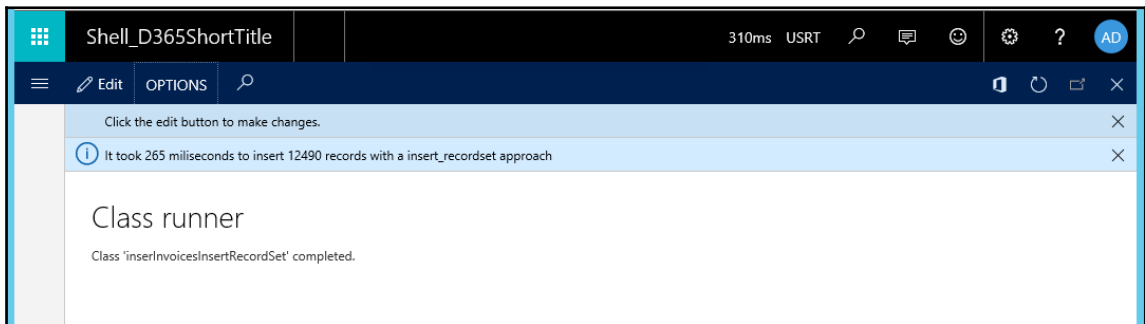 Shell_D365ShortTitle 310ms USRT ? AD
Edit OPTIONS
Click the edit button to make changes.
It took 265 miliseconds to insert 12490 records with a insert_recordset approach
Class runner
Class 'inserInvoicesInsertRecordSet' completed.